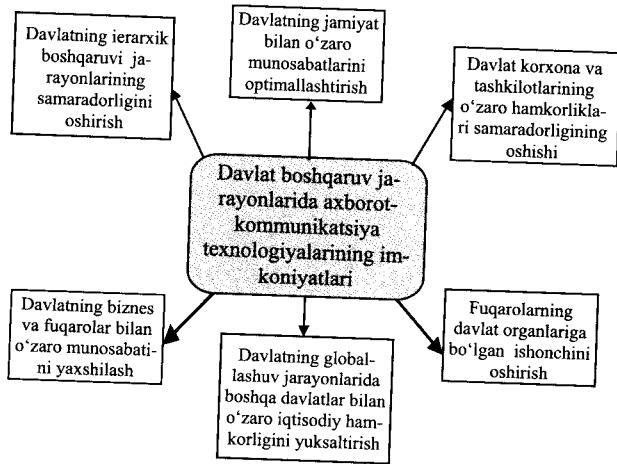 Davlatning ierarxik
boshqaruvi ja-
rayonlarining
samaradorligini
oshirish
Davlatning jamiyat
bilan o‘zaro
munosabatlarini
optimallashtirish
Davlat korxona va
tashkilotlarining
o‘zaro hamkorlikla-
ri samaradorligining
oshishi
Davlat boshqaruv ja-
rayonlarida axborot-
kommunikatsiya
texnologiyalarining im-
koniyatlari
Davlatning biznes
va fuqarolar bilan
o‘zaro munosabati-
ni yaxshilash
Davlatning global-
lashuv jarayonlarida
boshqa davlatlar bilan
o‘zaro iqtisodiy ham-
korligini yuksaltirish
Fuqarolarning
davlat organlariga
bo‘lgan ishonchini
oshirish